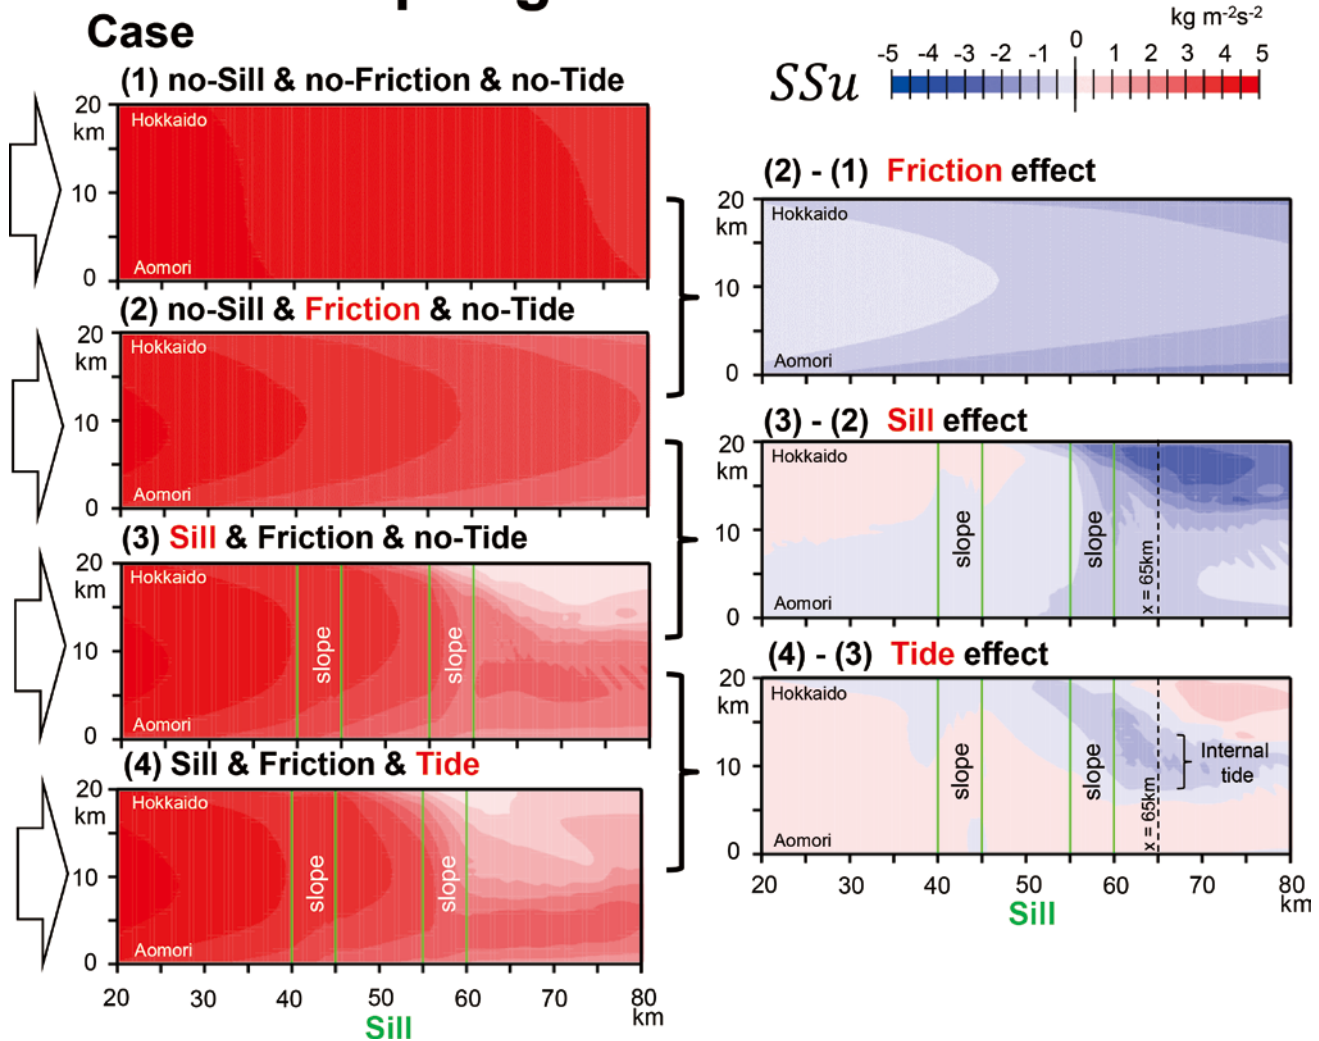 Case
(1) no-Sill & no-Friction & no-Tide
20
km
10
0
Hokkaido
Aomori
(2) no-Sill & Friction & no-Tide
20
km
10
0
Hokkaido
Aomori
(3) Sill & Friction & no-Tide
20
km
10
0
Hokkaido
slope
slope
Aomori
(4) Sill & Friction & Tide
20
km
10
0
Hokkaido
slope
slope
Aomori
20 30 40 50 60 70 80
km
Sill
kg m-2s-2
SSu
-5 -4 -3 -2 -1 0 1 2 3 4 5
(2) - (1) Friction effect
20
km
10
0
Hokkaido
Aomori
(3) - (2) Sill effect
20
km
10
0
Hokkaido
slope
slope
x = 65km
Aomori
(4) - (3) Tide effect
20
km
10
0
Hokkaido
slope
slope
x = 65km
Internal
tide
Aomori
20 30 40 50 60 70 80
km
Sill